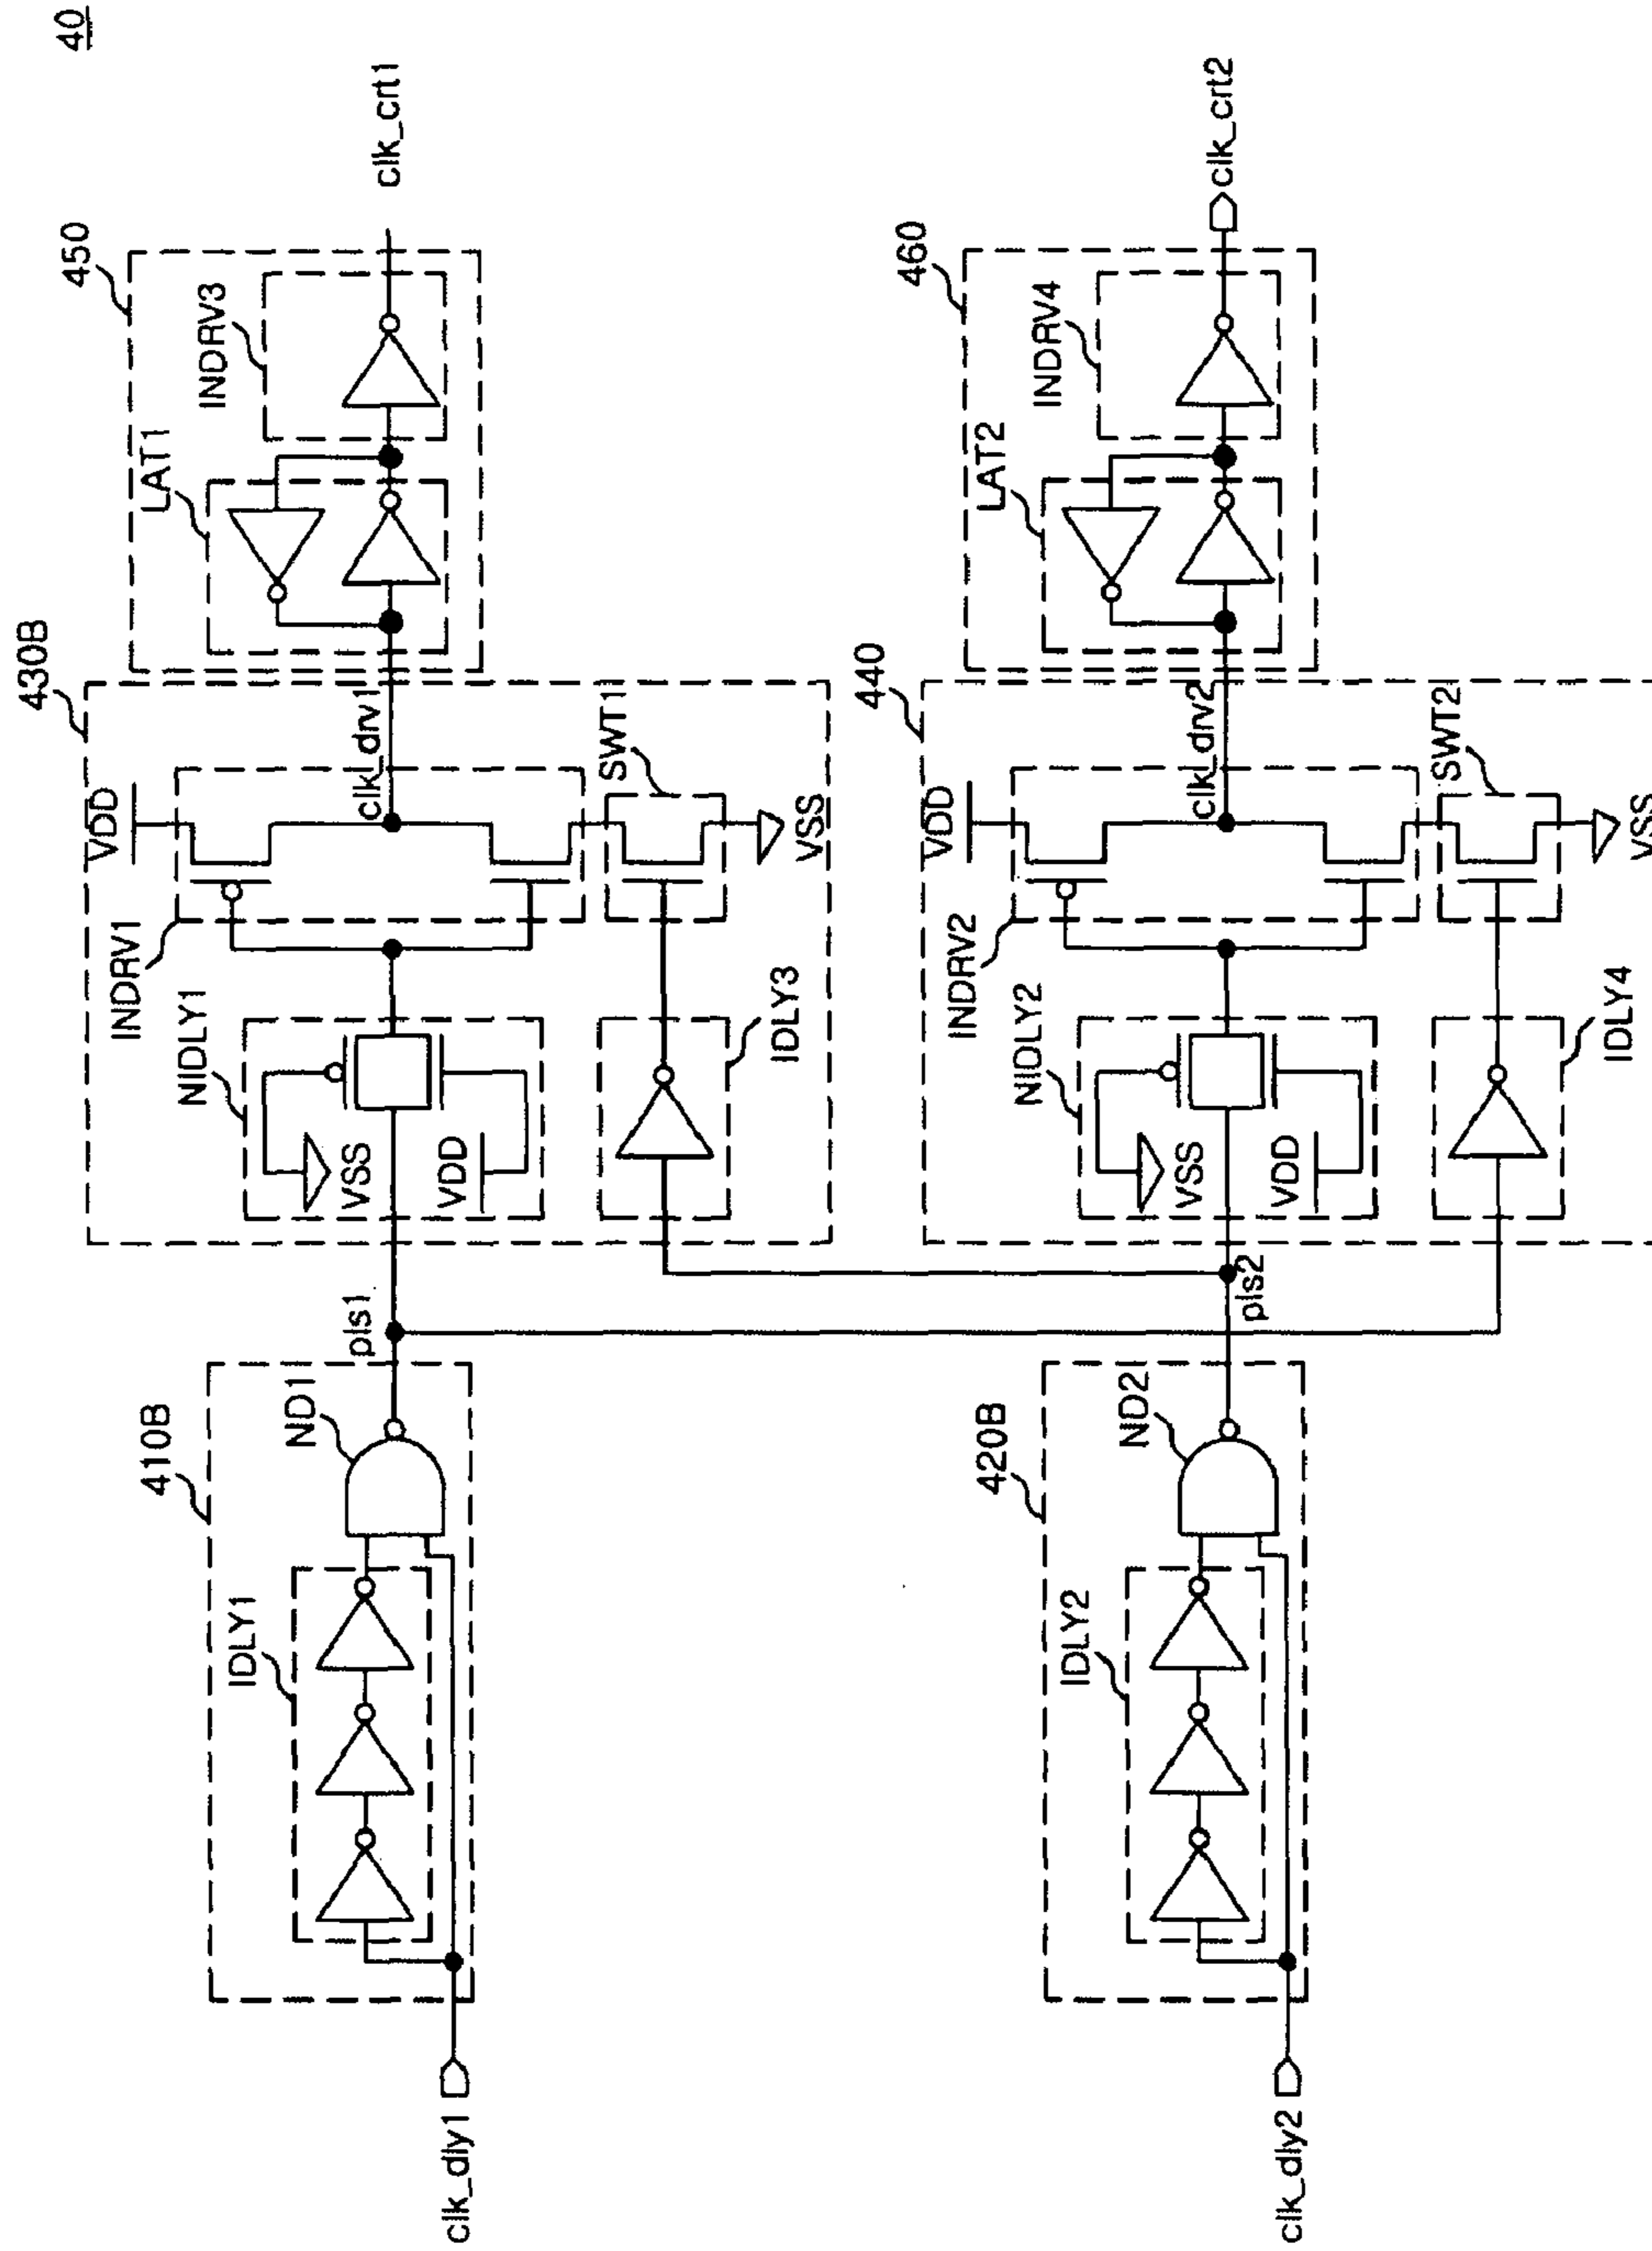 40
410B
IDLY1
ND1
clk_dly1
pls1
430B
INDRV1
VDD
NIDLY1
VSS
VDD
clk_drv1
SWT1
VSS
IDLY3
450
LAT1
INDRV3
clk_crt1
420B
IDLY2
ND2
clk_dly2
pls2
440
INDRV2
VDD
NIDLY2
VSS
VDD
clk_drv2
SWT2
VSS
IDLY4
460
LAT2
INDRV4
clk_crt2